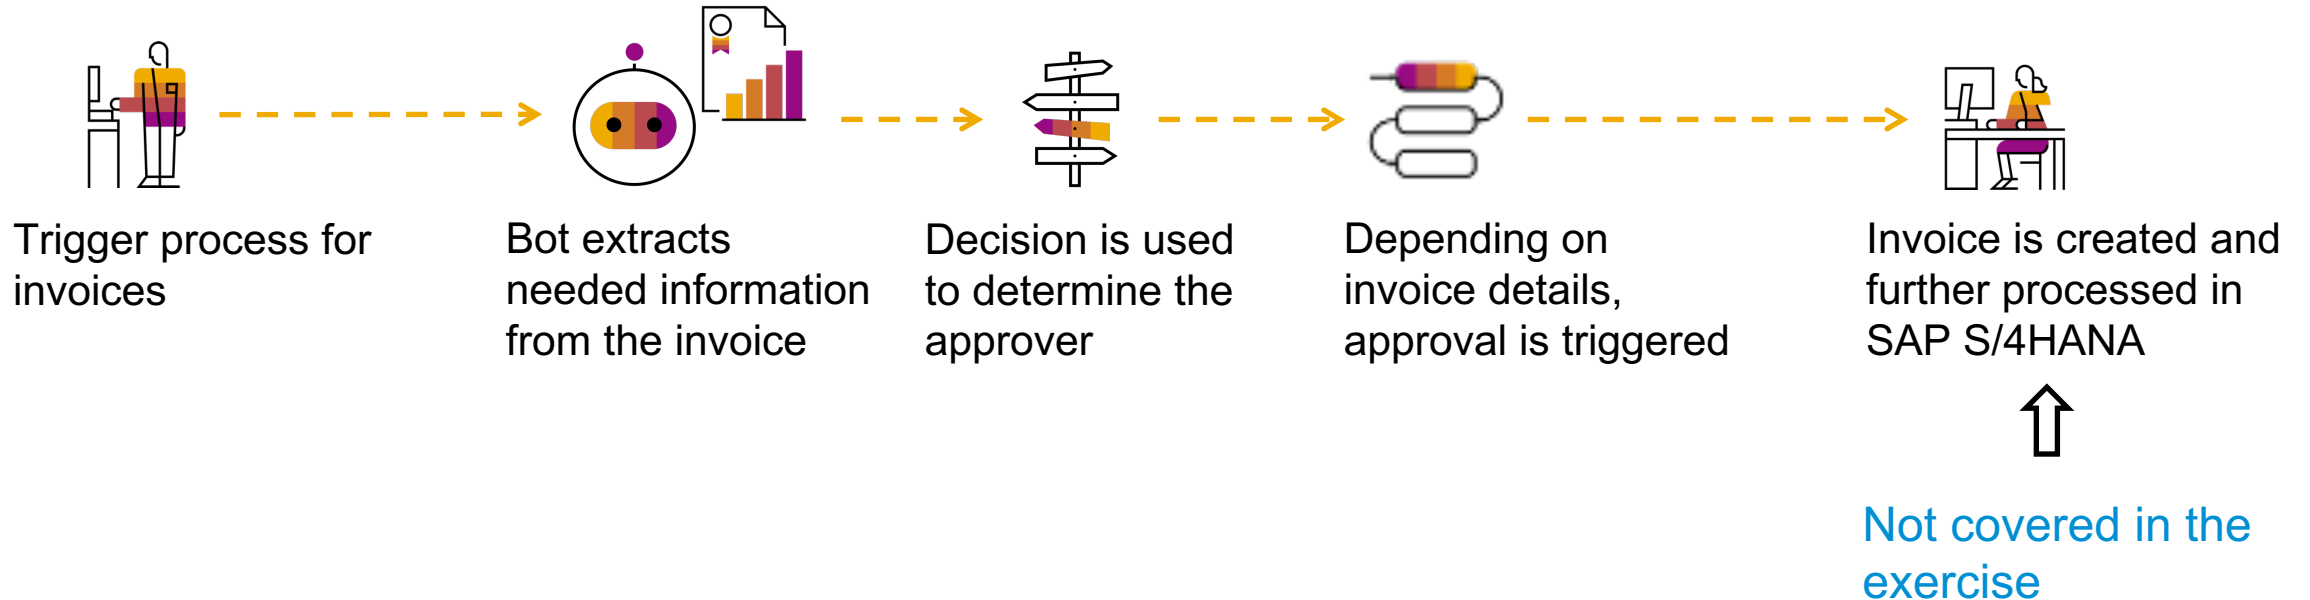 Trigger process for
invoices
Bot extracts
needed information
from the invoice
Decision is used
to determine the
approver
Depending on
invoice details,
approval is triggered
Invoice is created and
further processed in
SAP S/4HANA
Not covered in the
exercise